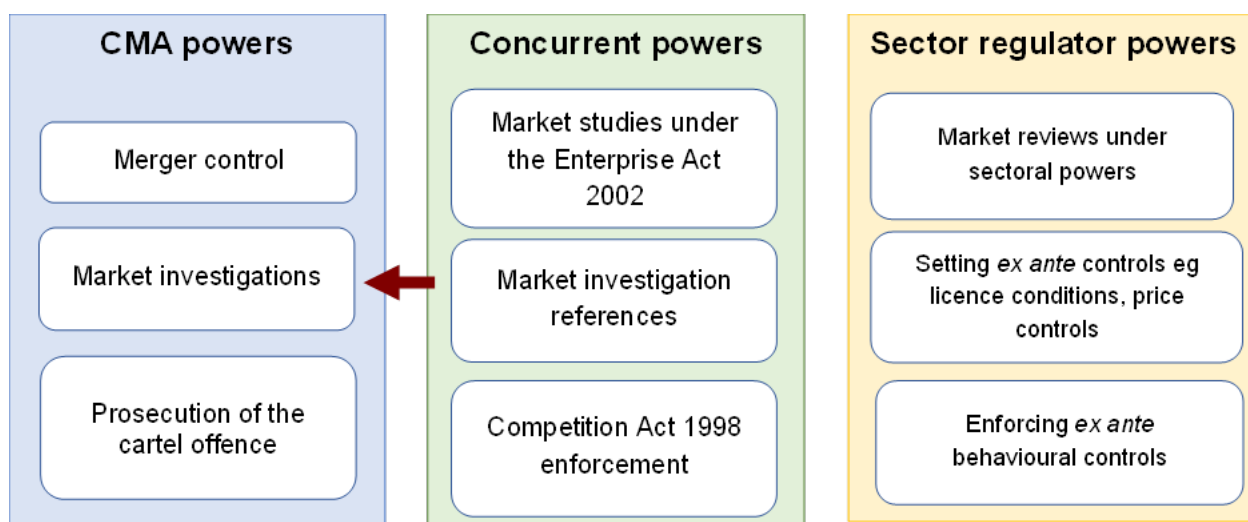 CMA powers
Merger control
Market investigations
Prosecution of the
cartel offence
Concurrent powers
Market studies under
the Enterprise Act
2002
Market investigation
references
Competition Act 1998
enforcement
Sector regulator powers
Market reviews under
sectoral powers
Setting ex ante controls eg
licence conditions, price
controls
Enforcing ex ante
behavioural controls